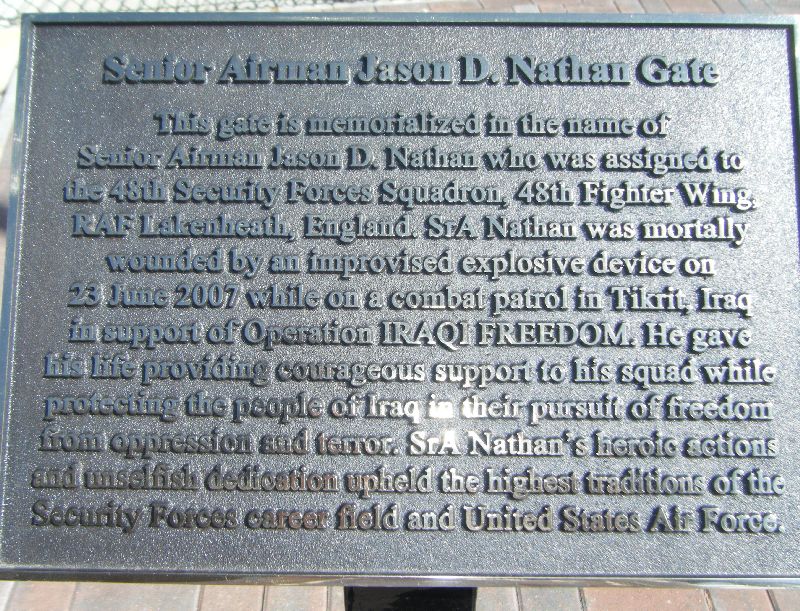 Senior Airman Jason D. Nathan Gate
This gate is memorialized in the name of
Senior Airman Jason D. Nathan who was assigned to
the 48th Security Forces Squadron, 48th Fighter Wing,
RAF Lakenheath, England. SrA Nathan was mortally
wounded by an improvised explosive device on
23 June 2007 while on a combat patrol in Tikrit, Iraq
in support of Operation IRAQI FREEDOM. He gave
his life providing courageous support to his squad while
protecting the people of Iraq in their pursuit of freedom
from oppression and terror. SrA Nathan's heroic actions
and unselfish dedication upheld the highest traditions of the
Security Forces career field and United States Air Force.